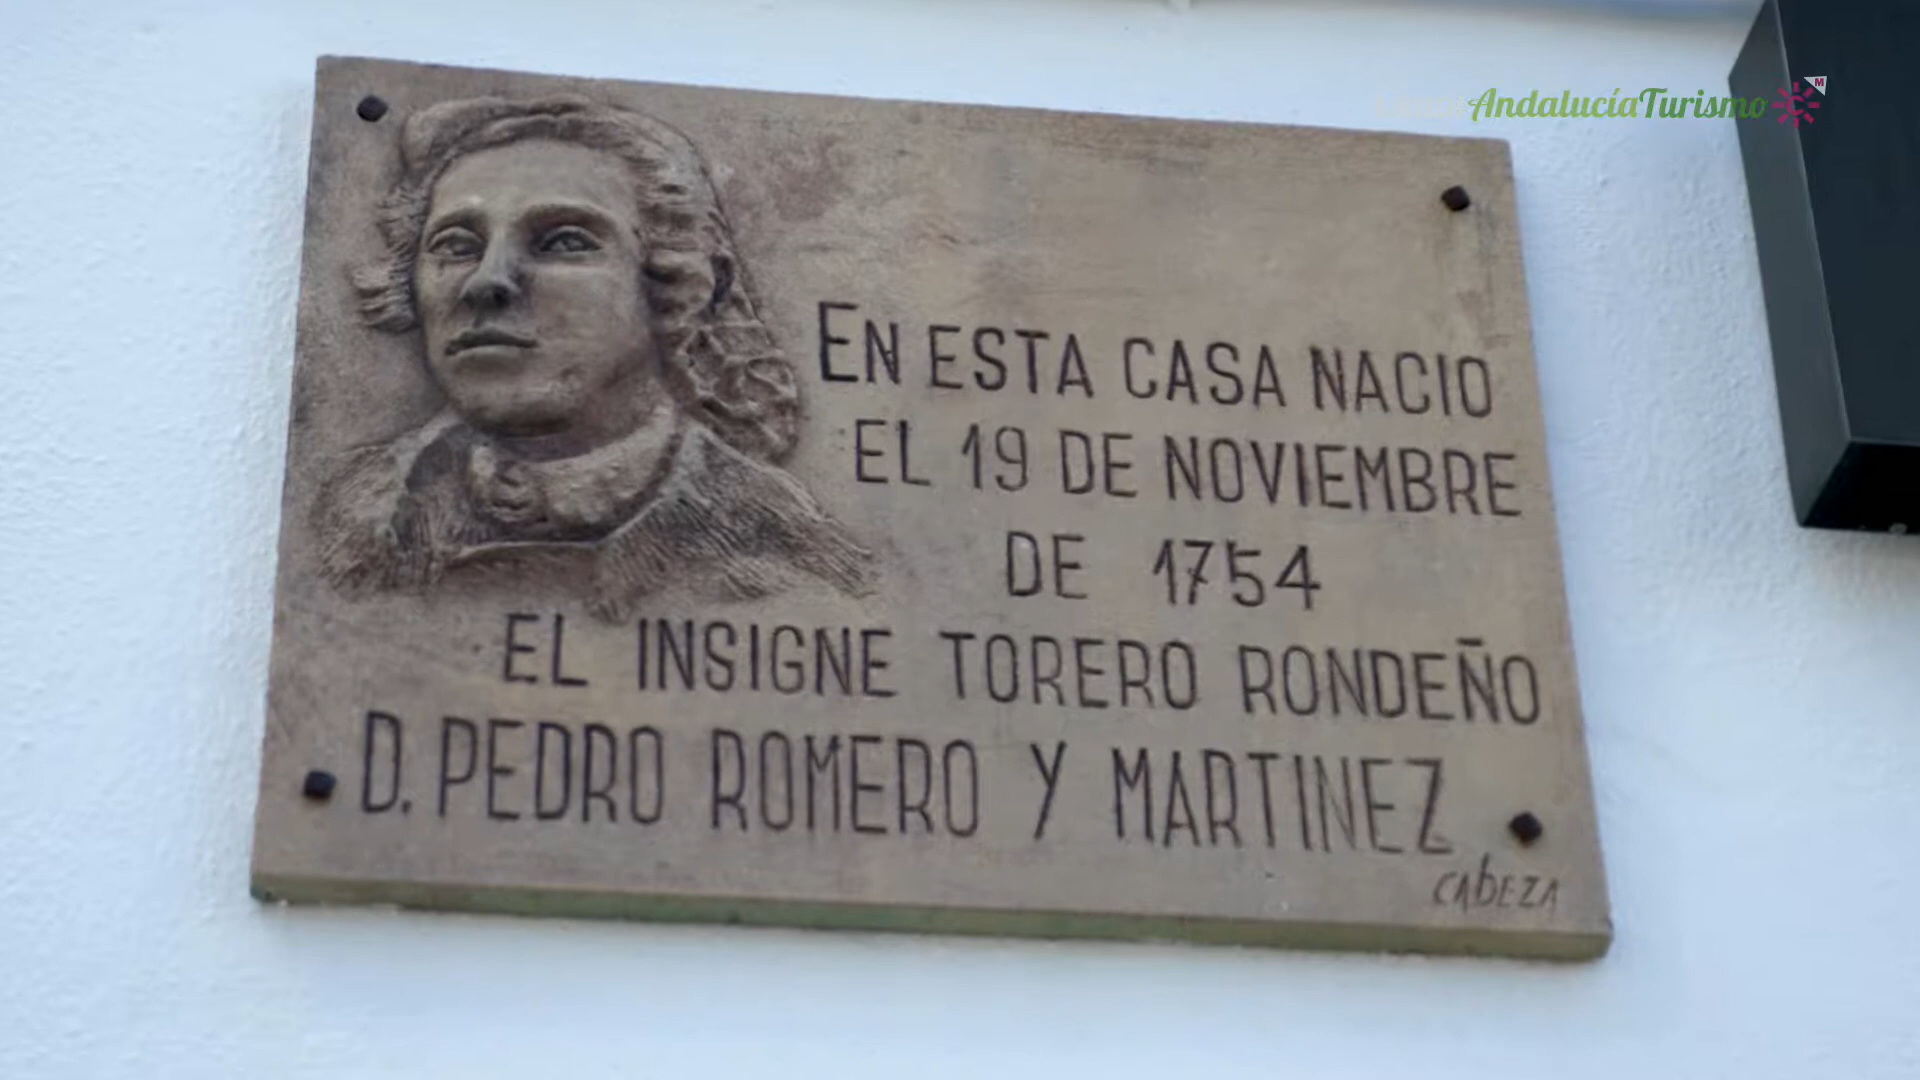 AndalucíaTurismo
EN ESTA CASA NACIO
EL 19 DE NOVIEMBRE
DE 1754
EL INSIGNE TORERO RONDEÑO
D. PEDRO ROMERO Y MARTINEZ
CABEZA